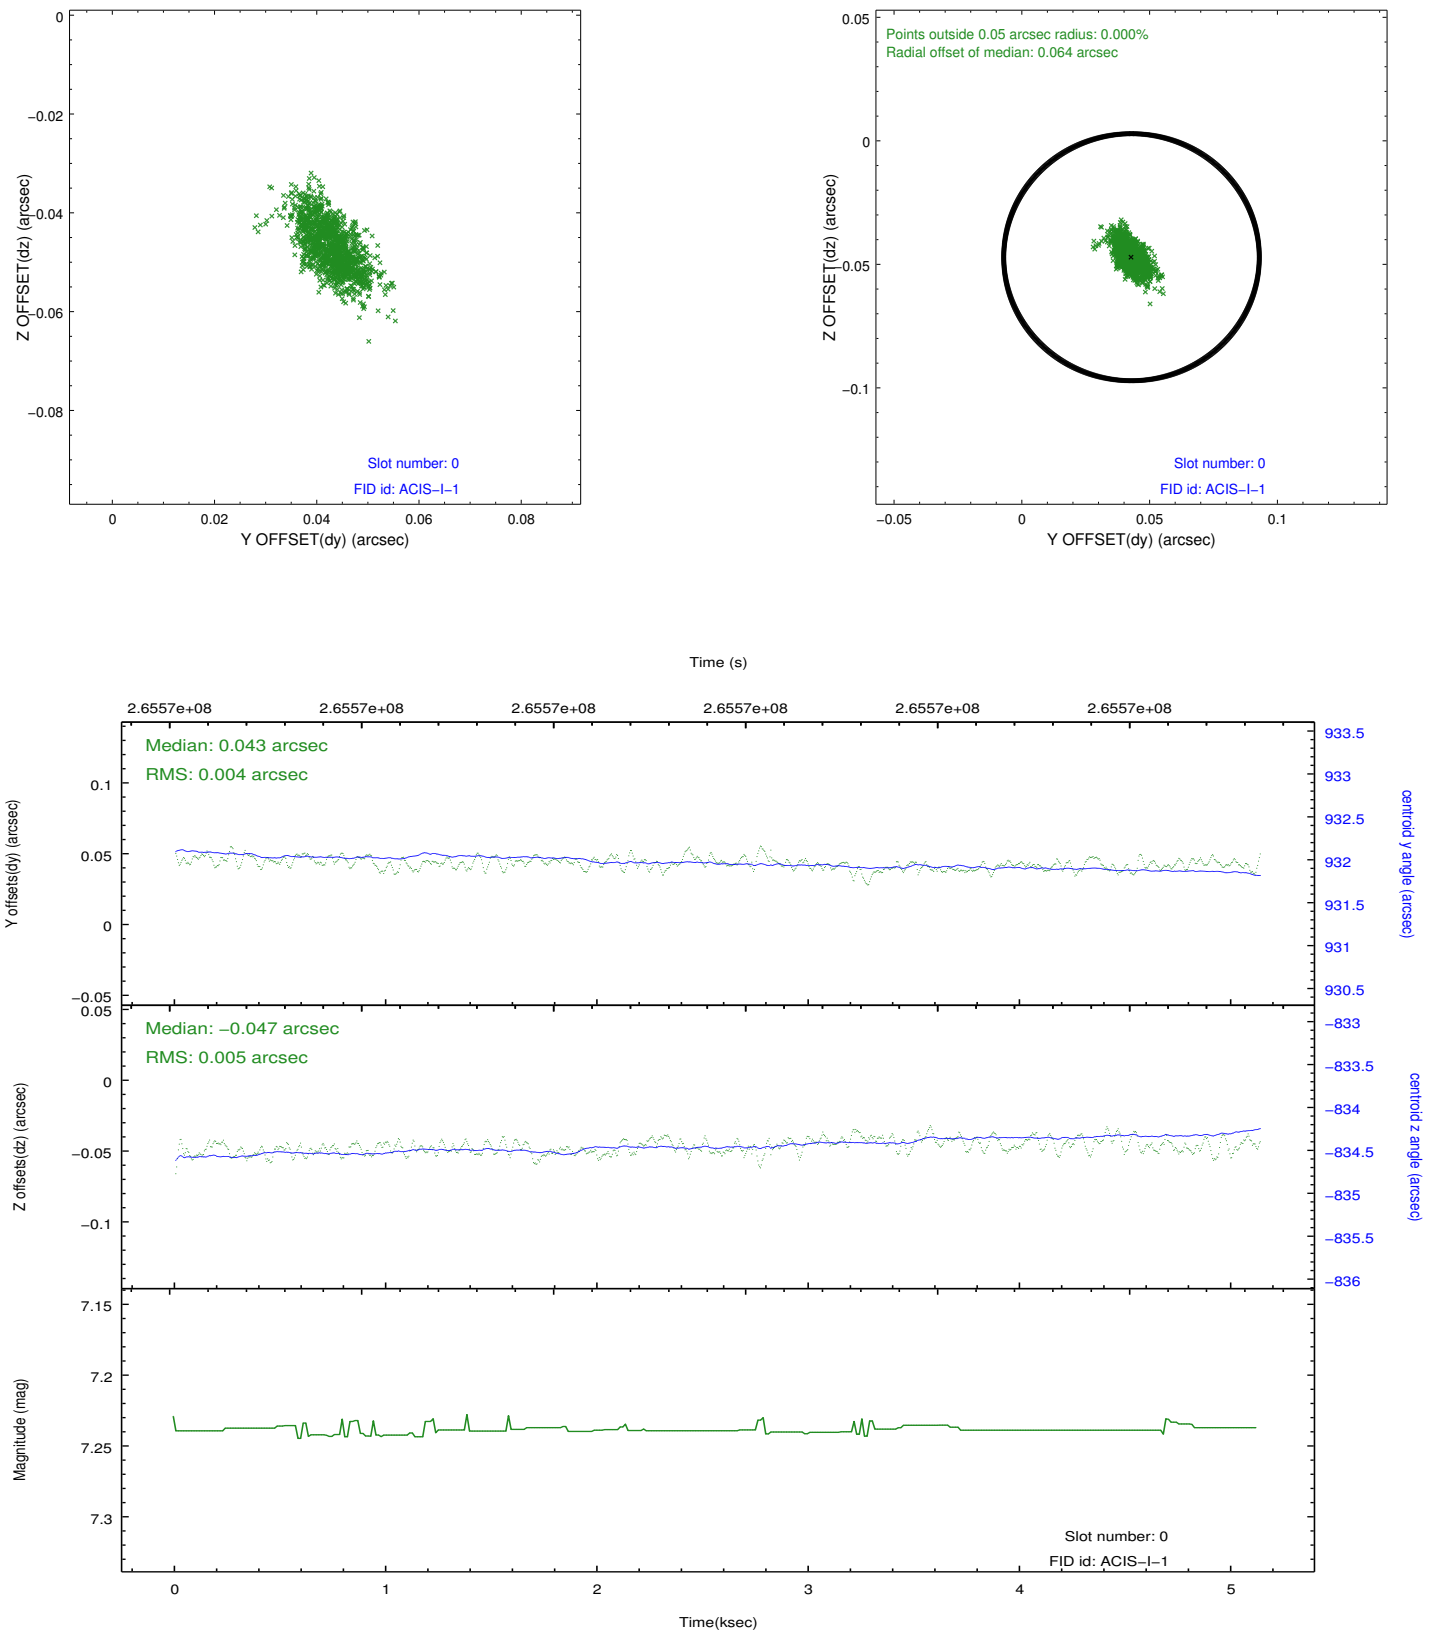 0
−0.02
−0.04
−0.06
−0.08
Z OFFSET(dz) (arcsec)
Slot number: 0
FID id: ACIS−I−1
0 0.02 0.04 0.06 0.08
Y OFFSET(dy) (arcsec)
Points outside 0.05 arcsec radius: 0.000%
Radial offset of median: 0.064 arcsec
0.05
0
−0.05
−0.1
Z OFFSET(dz) (arcsec)
Slot number: 0
FID id: ACIS−I−1
−0.05 0 0.05 0.1
Y OFFSET(dy) (arcsec)
Time (s)
2.6557e+08 2.6557e+08 2.6557e+08 2.6557e+08 2.6557e+08 2.6557e+08
Median: 0.043 arcsec
RMS: 0.004 arcsec
0.1
0.05
0
−0.05
Y offsets(dy) (arcsec)
933.5
933
932.5
932
931.5
931
930.5
centroid y angle (arcsec)
Median: −0.047 arcsec
RMS: 0.005 arcsec
0.05
0
−0.05
−0.1
Z offsets(dz) (arcsec)
−833
−833.5
−834
−834.5
−835
−835.5
−836
centroid z angle (arcsec)
7.15
7.2
7.25
7.3
Magnitude (mag)
Slot number: 0
FID id: ACIS−I−1
0 1 2 3 4 5
Time(ksec)